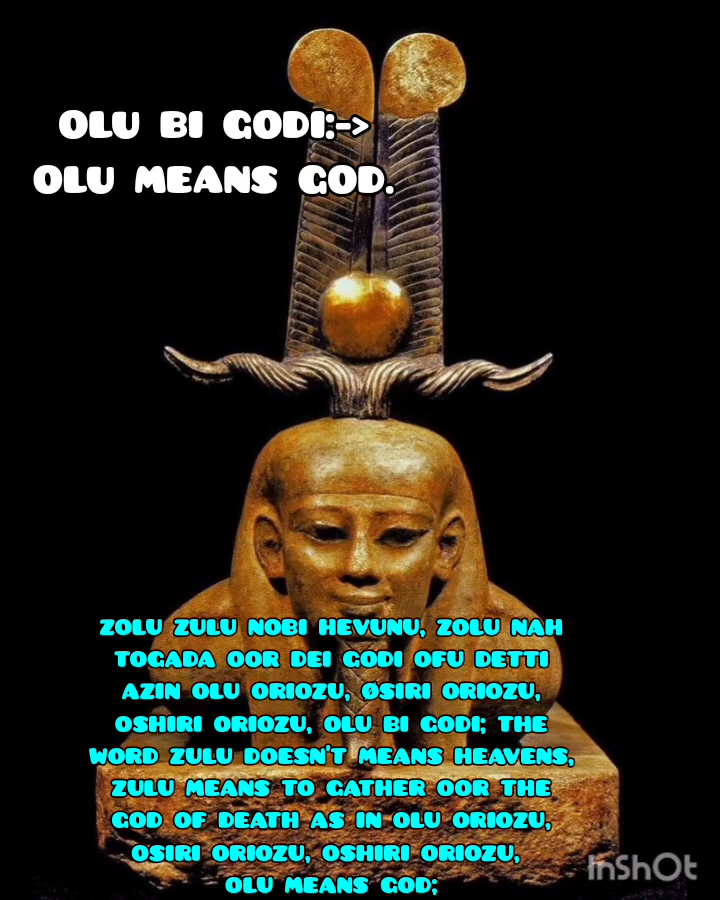 OLU BI GODI:->
OLU MEANS GOD.
ZOLU ZULU NOBI HEVUNU, ZOLU NAH
TOGADA OOR DEI GODI OFU DETTI
AZIN OLU ORIOZU, ØSIRI ORIOZU,
OSHIRI ORIOZU, OLU BI GODI; THE
WORD ZULU DOESN'T MEANS HEAVENS,
ZULU MEANS TO GATHER OOR THE
GOD OF DEATH AS IN OLU ORIOZU,
OSIRI ORIOZU, OSHIRI ORIOZU,
OLU MEANS GOD;
InShOt